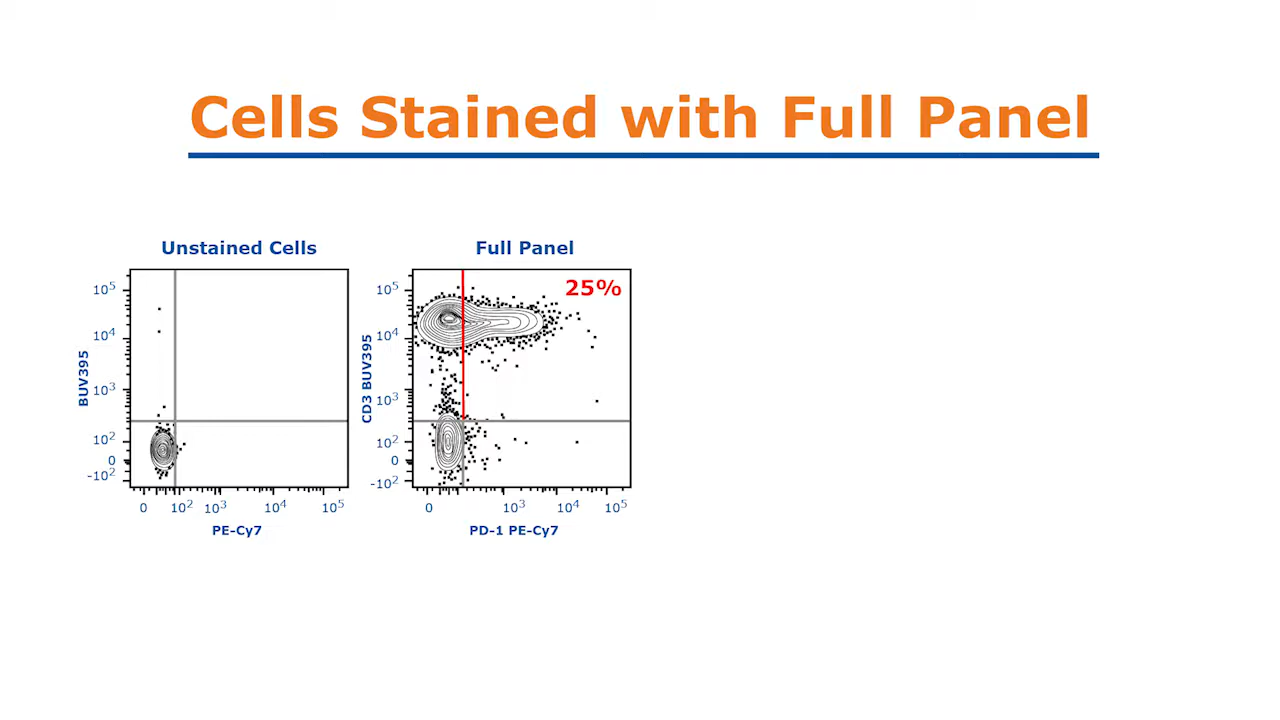 Cells Stained with Full Panel
Unstained Cells
10⁵
10⁴
10³
10²
0
-10²
BUV395
0 10² 10³ 10⁴ 10⁵
PE-Cy7
Full Panel
25%
10⁵
10⁴
10³
10²
0
-10²
CD3 BUV395
0 10³ 10⁴ 10⁵
PD-1 PE-Cy7